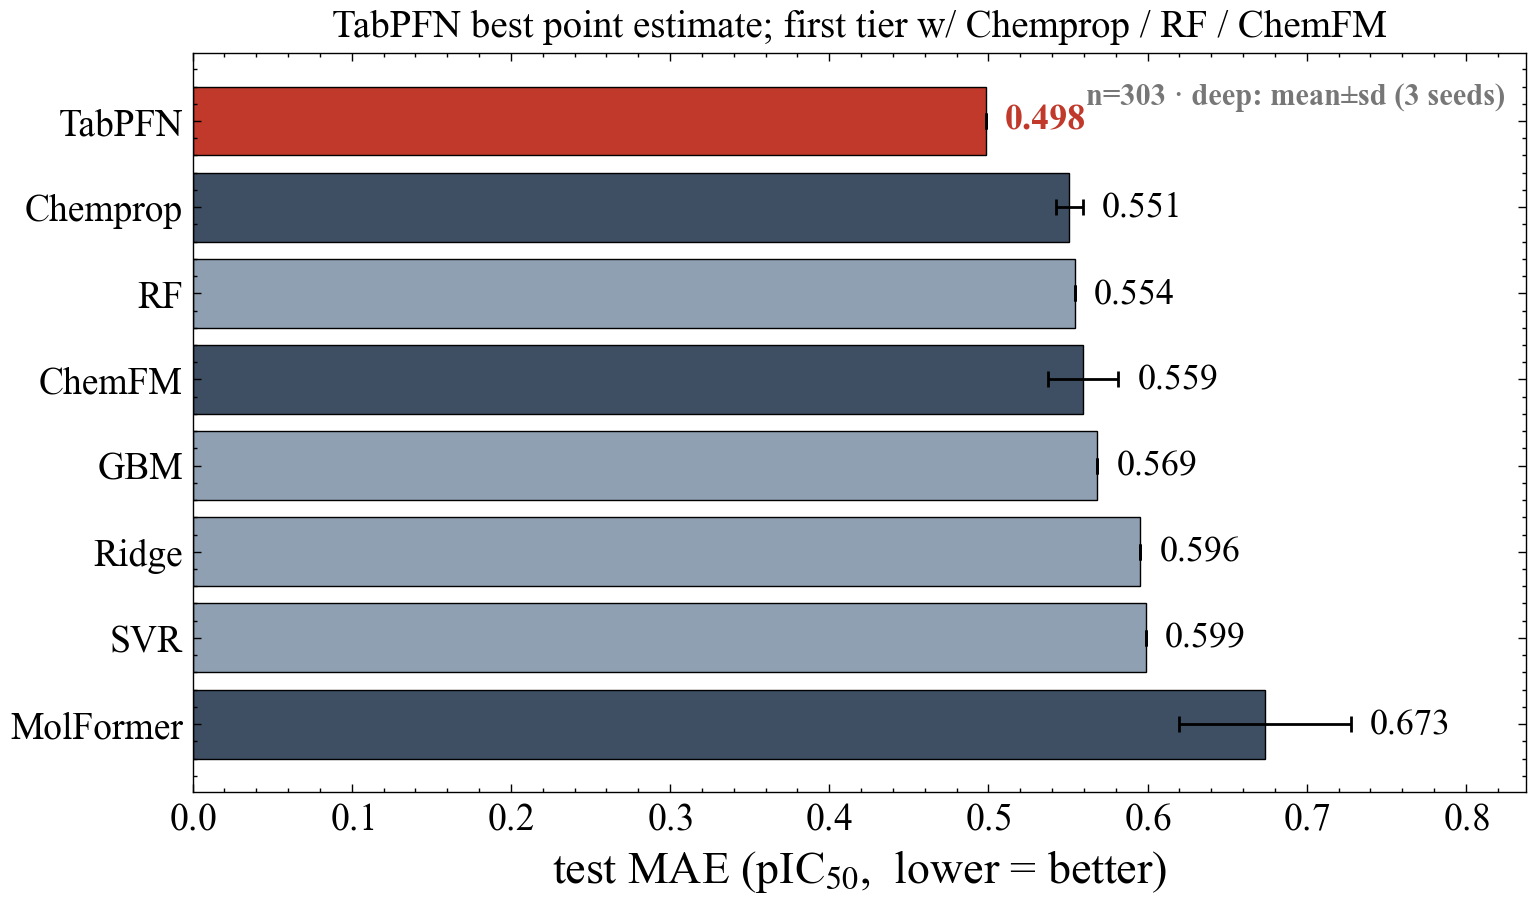 TabPFN best point estimate; first tier w/ Chemprop / RF / ChemFM
n=303 · deep: mean±sd (3 seeds)
TabPFN 0.498
Chemprop 0.551
RF 0.554
ChemFM 0.559
GBM 0.569
Ridge 0.596
SVR 0.599
MolFormer 0.673
0.0 0.1 0.2 0.3 0.4 0.5 0.6 0.7 0.8
test MAE (pIC₅₀, lower = better)